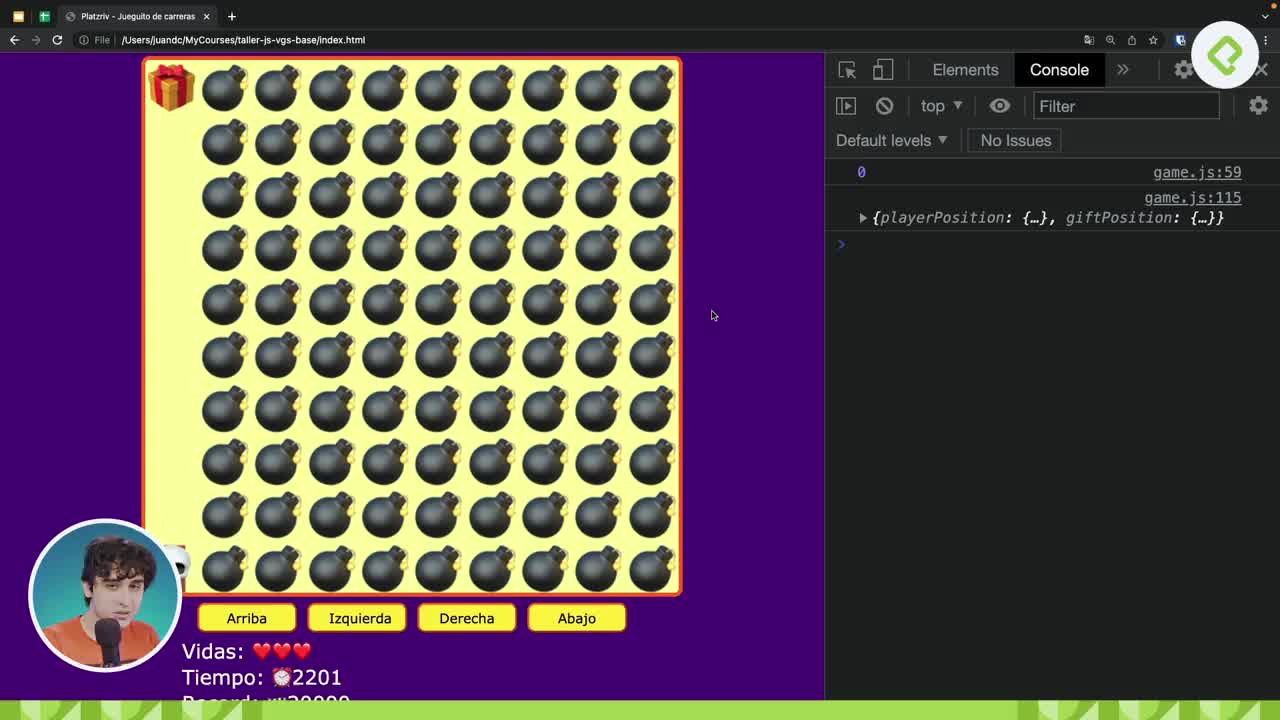 Platzriv - Jueguito de carreras
File /Users/juandc/MyCourses/taller-js-vgs-base/index.html
Elements Console
top Filter
Default levels No Issues
0 game.js:59
game.js:115
{playerPosition: {…}, giftPosition: {…}}
Arriba Izquierda Derecha Abajo
Vidas: ❤️❤️❤️
Tiempo: ⏰2201